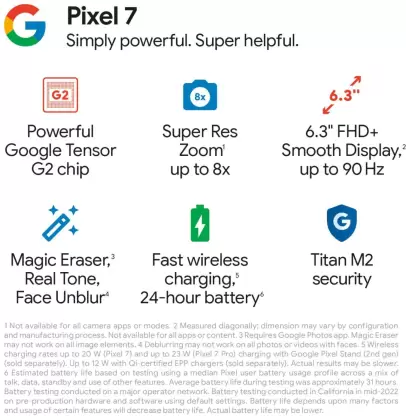 Pixel 7
Simply powerful. Super helpful.
G2
8x
6.3"
Powerful
Google Tensor
G2 chip
Super Res
Zoom¹
up to 8x
6.3" FHD+
Smooth Display,²
up to 90 Hz
G
Magic Eraser,³
Real Tone,
Face Unblur⁴
Fast wireless
charging,⁵
24-hour battery⁶
Titan M2
security
1 Not available for all camera apps or modes. 2 Measured diagonally; dimension may vary by configuration
and manufacturing process. Not available for all apps or content. 3 Requires Google Photos app. Magic Eraser
may not work on all image elements. 4 Deblurring may not work on all photos or videos with faces. 5 Wireless
charging rates up to 20 W (Pixel 7) and up to 23 W (Pixel 7 Pro) charging with Google Pixel Stand (2nd gen)
(sold separately). Up to 12 W with Qi-certified EPP chargers (sold separately). Actual results may be slower.
6 Estimated battery life based on testing using a median Pixel user battery usage profile across a mix of
talk, data, standby and use of other features. Average battery life during testing was approximately 31 hours.
Battery testing conducted on a major operator network. Battery testing conducted in California in mid-2022
on pre-production hardware and software using default settings. Battery life depends upon many factors
and usage of certain features will decrease battery life. Actual battery life may be lower.